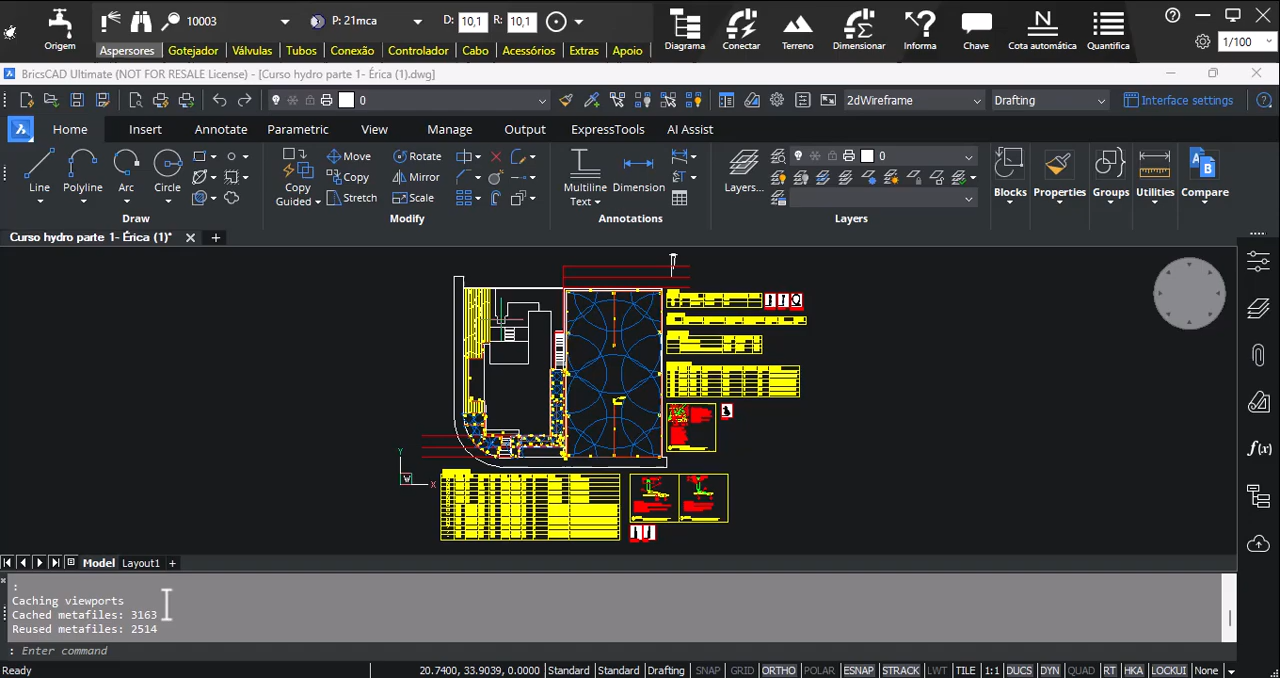 10003 P: 21mca D: 10,1 R: 10,1
Origem Diagrama Conectar Terreno Dimensionar Informa Chave Cota automática Quantifica 1/100
Aspersores Gotejador Válvulas Tubos Conexão Controlador Cabo Acessórios Extras Apoio
BricsCAD Ultimate (NOT FOR RESALE License) - [Curso hydro parte 1- Érica (1).dwg]
0 2dWireframe Drafting Interface settings
Home Insert Annotate Parametric View Manage Output ExpressTools AI Assist
Line Polyline Arc Circle
Copy Guided
Move Rotate
Copy Mirror
Stretch Scale
Multiline Text Dimension
Layers... 0
Blocks Properties Groups Utilities Compare
Draw Modify Annotations Layers
Curso hydro parte 1- Érica (1)*
Y
W X
Model Layout1
:
Caching viewports
Cached metafiles: 3163
Reused metafiles: 2514
: Enter command
Ready 20.7400, 33.9039, 0.0000 Standard Standard Drafting SNAP GRID ORTHO POLAR ESNAP STRACK LWT TILE 1:1 DUCS DYN QUAD RT HKA LOCKUI None